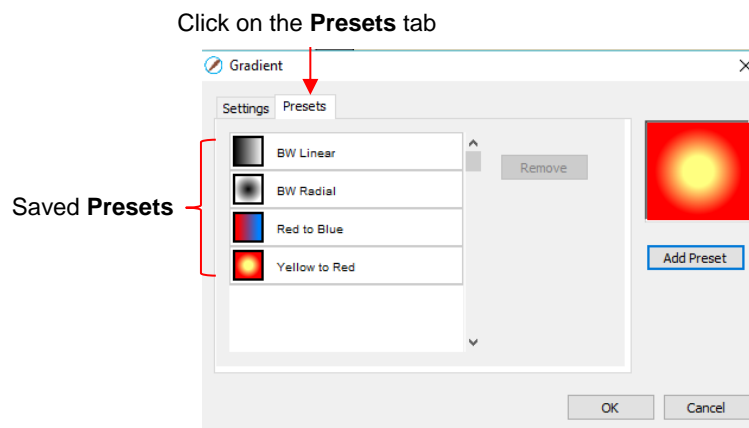 Click on the Presets tab
Gradient
Settings Presets
BW Linear
Remove
BW Radial
Saved Presets
Red to Blue
Yellow to Red
Add Preset
OK Cancel